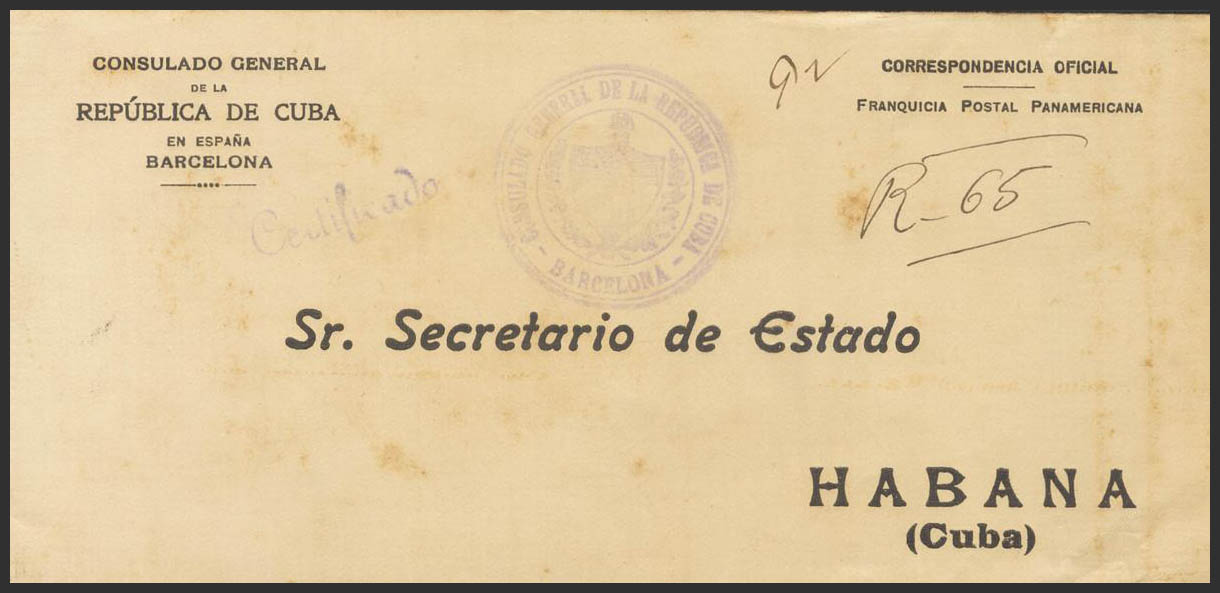 CONSULADO GENERAL
DE LA
REPÚBLICA DE CUBA
EN ESPAÑA
BARCELONA
Certificado
CONSULADO GENERAL DE LA REPUBLICA DE CUBA
- BARCELONA -
CORRESPONDENCIA OFICIAL
FRANQUICIA POSTAL PANAMERICANA
R-65
Sr. Secretario de Estado
HABANA
(Cuba)